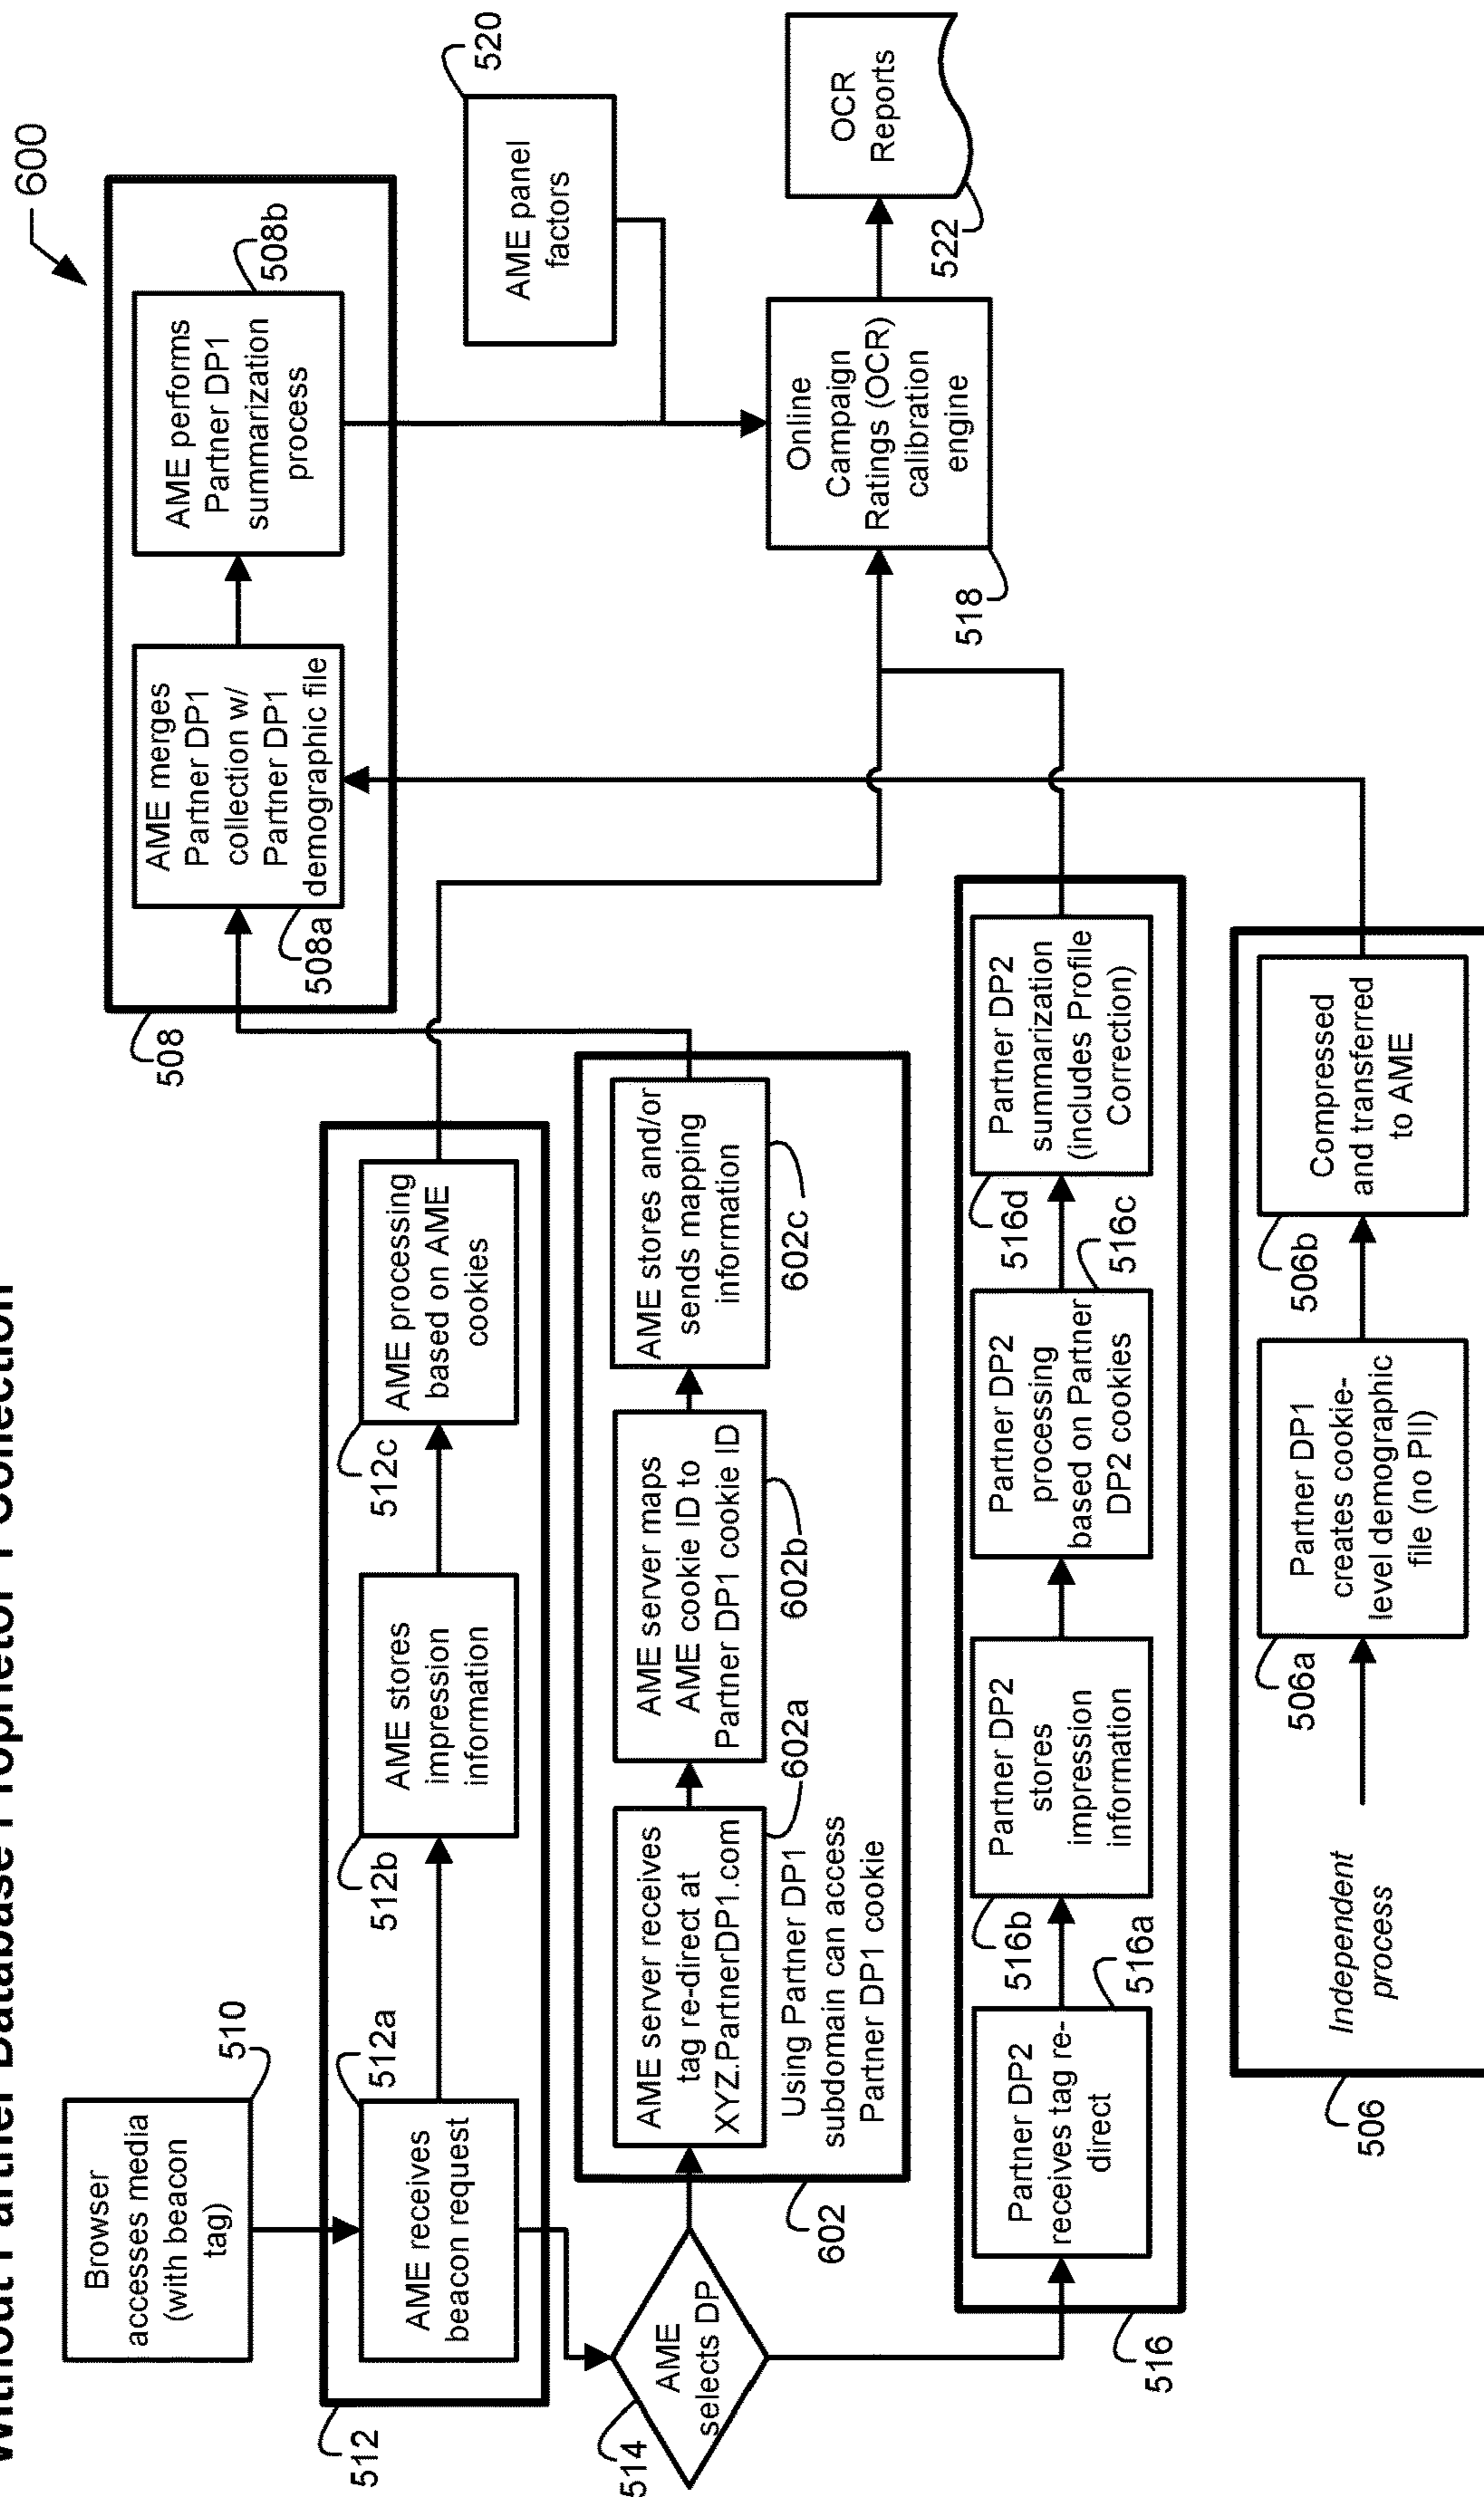 without Partner Database Proprietor 1 Collection
600
Browser
accesses media
(with beacon
tag)
510
512
AME receives
beacon request
512a
AME stores
impression
information
512b
AME processing
based on AME
cookies
512c
508
AME merges
Partner DP1
collection w/
Partner DP1
demographic file
508a
AME performs
Partner DP1
summarization
process
508b
AME panel
factors
520
514
AME
selects DP
602
AME server receives
tag re-direct at
XYZ.PartnerDP1.com
602a
Using Partner DP1
subdomain can access
Partner DP1 cookie
AME server maps
AME cookie ID to
Partner DP1 cookie ID
602b
AME stores and/or
sends mapping
information
602c
Online
Campaign
Ratings (OCR)
calibration
engine
518
OCR
Reports
522
516
Partner DP2
receives tag re-
direct
516a
Partner DP2
stores
impression
information
516b
Partner DP2
processing
based on Partner
DP2 cookies
516c
Partner DP2
summarization
(includes Profile
Correction)
516d
506
Independent
process
Partner DP1
creates cookie-
level demographic
file (no PII)
506a
Compressed
and transferred
to AME
506b